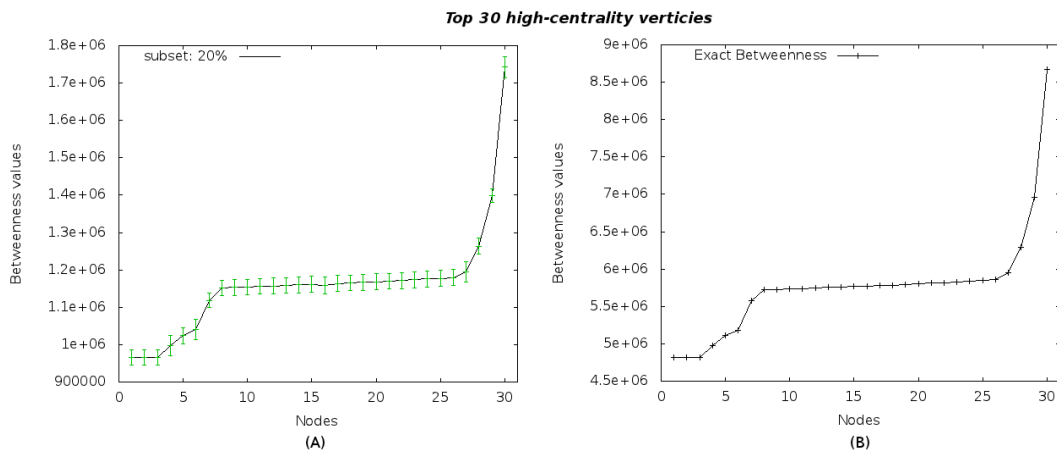 Top 30 high-centrality verticies
subset: 20%
1.8e+06
1.7e+06
1.6e+06
1.5e+06
1.4e+06
1.3e+06
1.2e+06
1.1e+06
1e+06
900000
Betweenness values
0 5 10 15 20 25 30
Nodes
(A)
Exact Betweenness
9e+06
8.5e+06
8e+06
7.5e+06
7e+06
6.5e+06
6e+06
5.5e+06
5e+06
4.5e+06
Betweenness values
0 5 10 15 20 25 30
Nodes
(B)